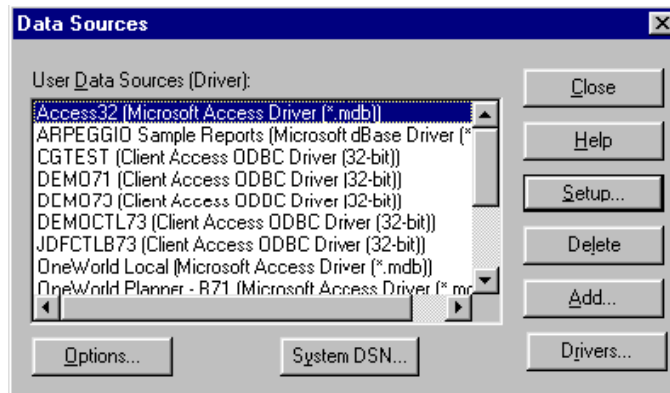 Data Sources
User Data Sources (Driver):
Access32 (Microsoft Access Driver (*.mdb))
ARPEGGIO Sample Reports (Microsoft dBase Driver (*
CGTEST (Client Access ODBC Driver (32-bit))
DEMO71 (Client Access ODBC Driver (32-bit))
DEMO73 (Client Access ODBC Driver (32-bit))
DEMOCTL73 (Client Access ODBC Driver (32-bit))
JDFCTLB73 (Client Access ODBC Driver (32-bit))
OneWorld Local (Microsoft Access Driver (*.mdb))
OneWorld Planner - B71 (Microsoft Access Driver (*.md
Close
Help
Setup...
Delete
Add...
Drivers...
Options...
System DSN...